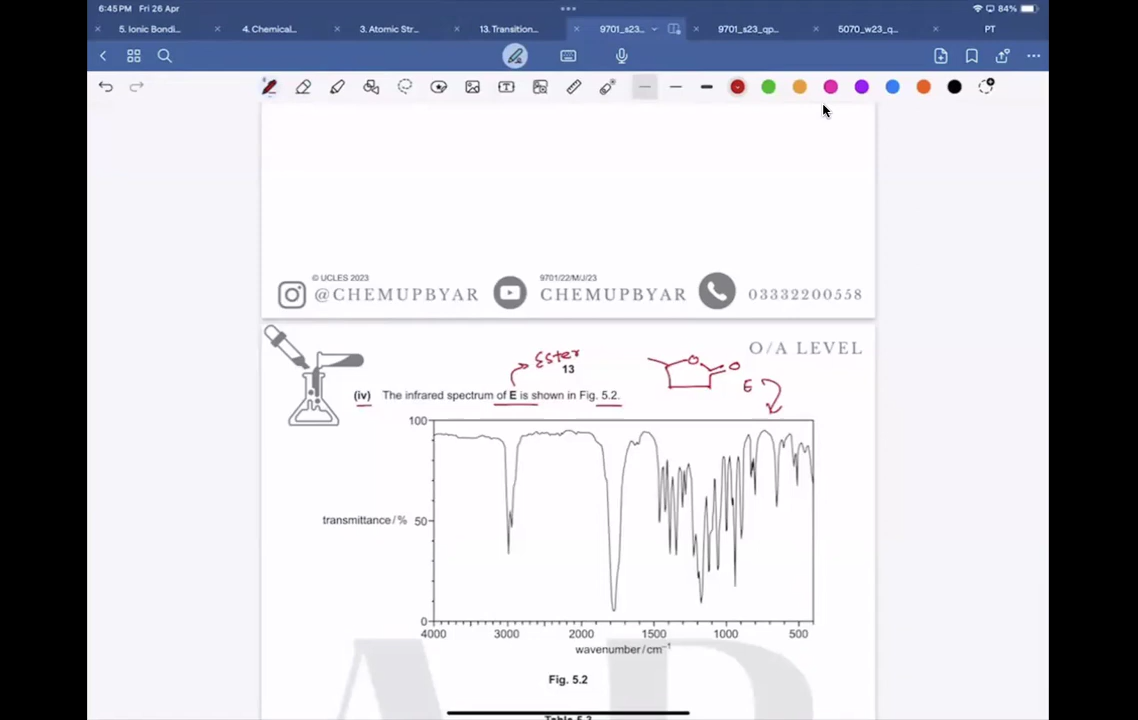 6:45 PM Fri 26 Apr
84%
5. Ionic Bondi...
4. Chemical...
3. Atomic Str...
13. Transition...
9701_s23...
9701_s23_qp...
5070_w23_q...
PT
© UCLES 2023
9701/22/M/J/23
@CHEMUPBYAR
CHEMUPBYAR
03332200558
O/A LEVEL
Ester
13
(iv) The infrared spectrum of E is shown in Fig. 5.2.
O
O
E
100
transmittance / %
50
0
4000
3000
2000
1500
1000
500
wavenumber / cm⁻¹
Fig. 5.2